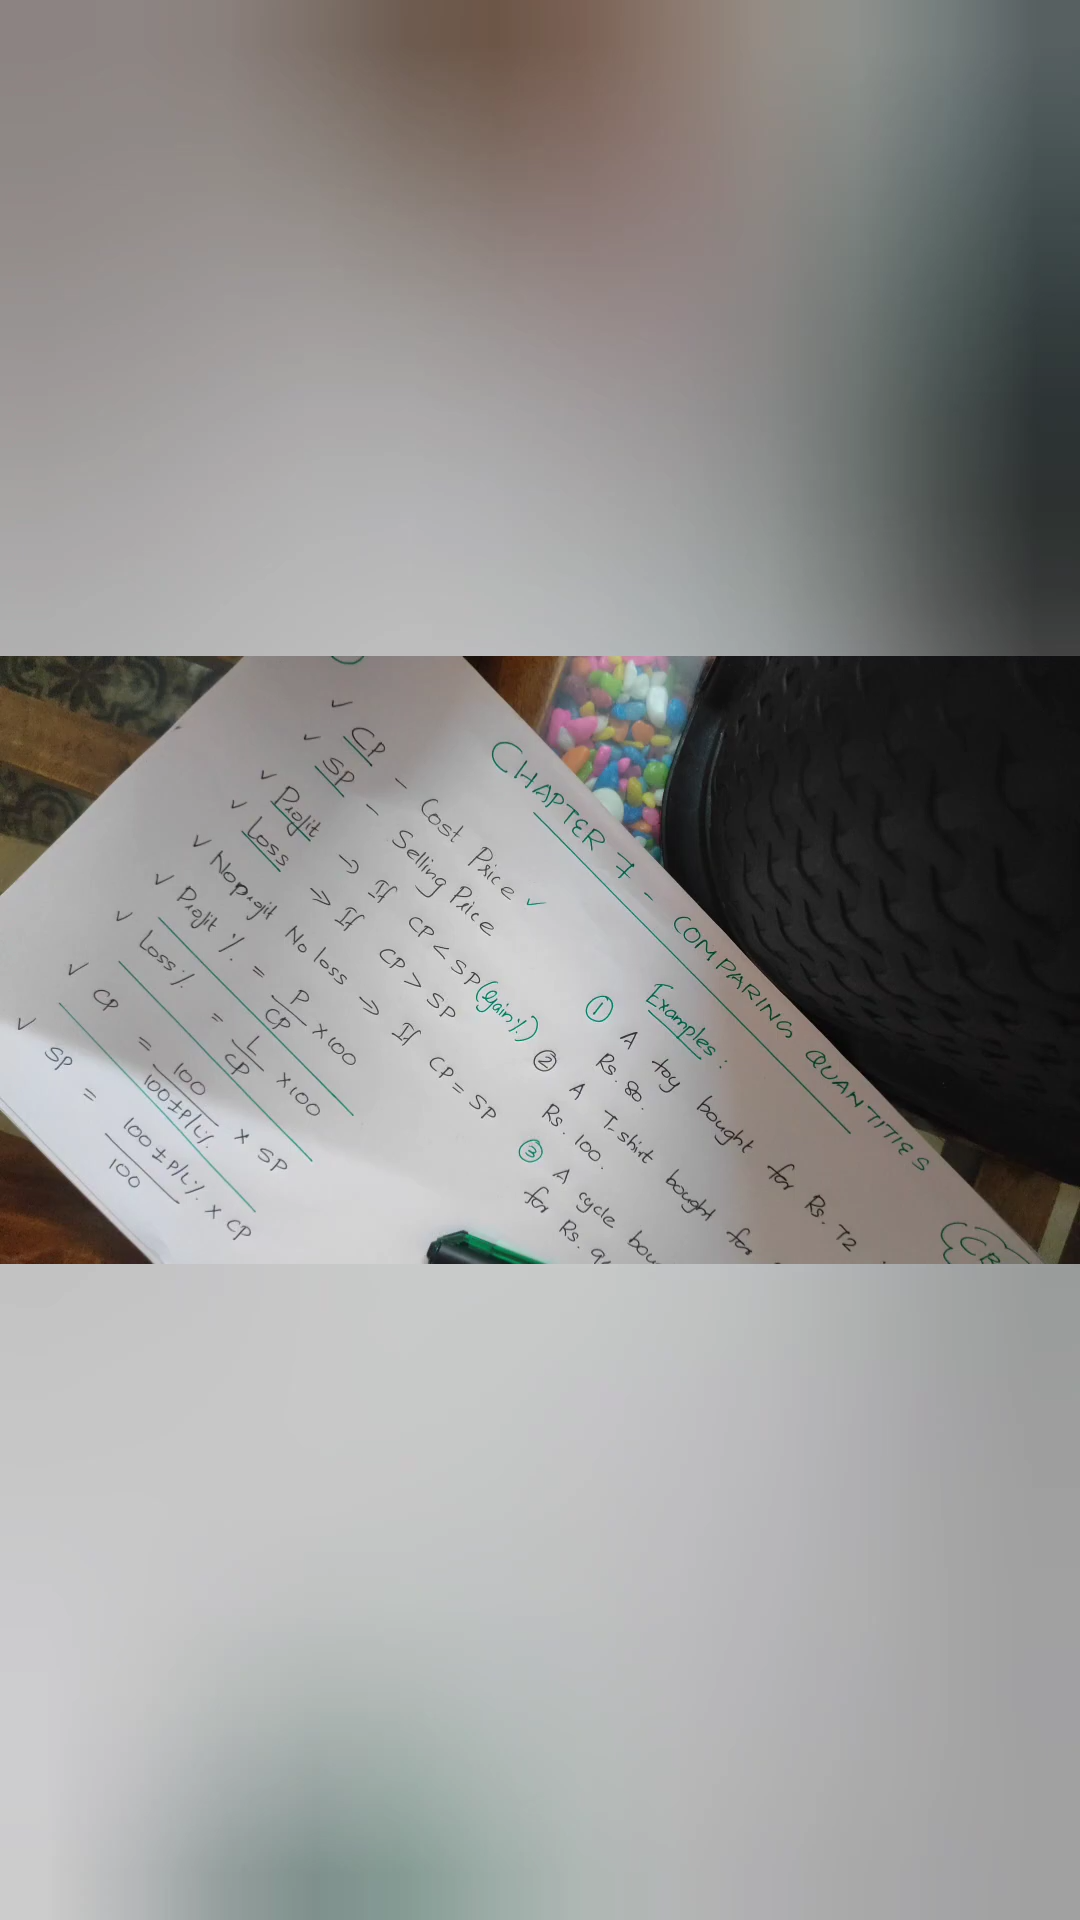 CHAPTER 7 - COMPARING QUANTITIES
✓ CP - Cost Price ✓
✓ SP - Selling Price
✓ Profit → If CP < SP (Gain%)
✓ Loss ⇒ If CP > SP
✓ No profit No loss ⇒ If CP = SP
✓ Profit % = P/CP × 100
✓ Loss % = L/CP × 100
✓ CP = 100/100±P/L% × SP
✓ SP = 100±P/L%/100 × CP
Examples:
① A toy bought for Rs. 72
Rs. 80.
② A T-shirt bought for
Rs. 100.
③ A cycle
for Rs.